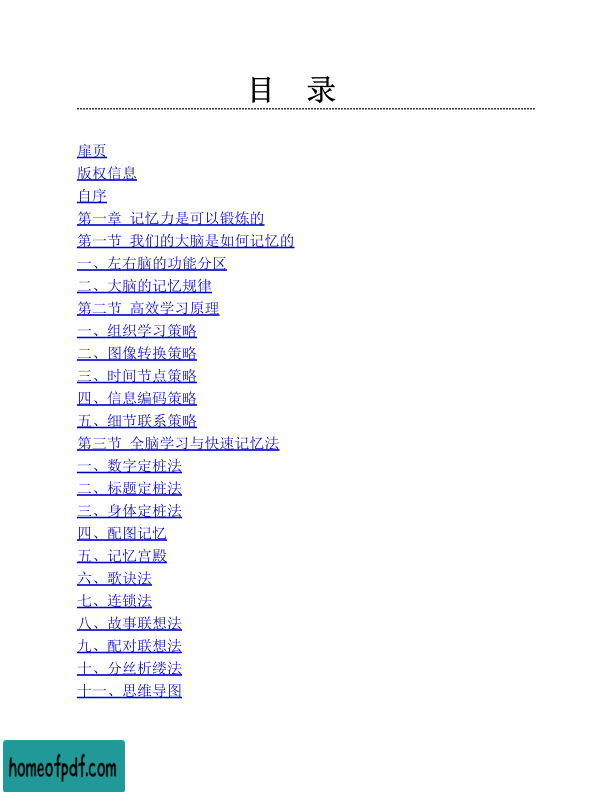 目 录
扉页
版权信息
自序
第一章 记忆力是可以锻炼的
第一节 我们的大脑是如何记忆的
一、左右脑的功能分区
二、大脑的记忆规律
第二节 高效学习原理
一、组织学习策略
二、图像转换策略
三、时间节点策略
四、信息编码策略
五、细节联系策略
第三节 全脑学习与快速记忆法
一、数字定桩法
二、标题定桩法
三、身体定桩法
四、配图记忆
五、记忆宫殿
六、歌诀法
七、连锁法
八、故事联想法
九、配对联想法
十、分丝析缕法
十一、思维导图
homeofpdf.com